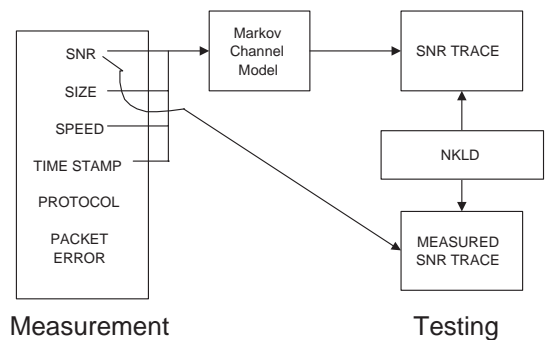 SNR
SIZE
SPEED
TIME STAMP
PROTOCOL
PACKET
ERROR
Markov
Channel
Model
SNR TRACE
NKLD
MEASURED
SNR TRACE
Measurement
Testing